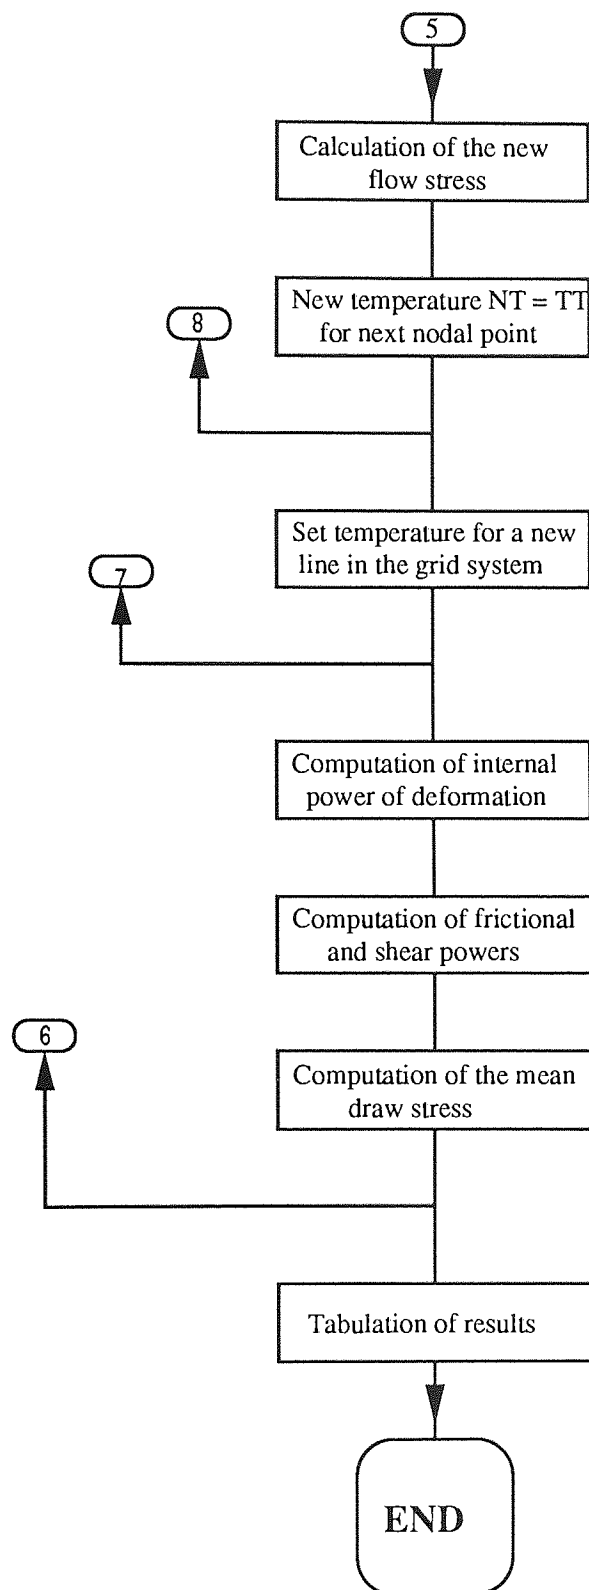 5
Calculation of the new
flow stress
New temperature NT = TT
for next nodal point
8
Set temperature for a new
line in the grid system
7
Computation of internal
power of deformation
Computation of frictional
and shear powers
6
Computation of the mean
draw stress
Tabulation of results
END